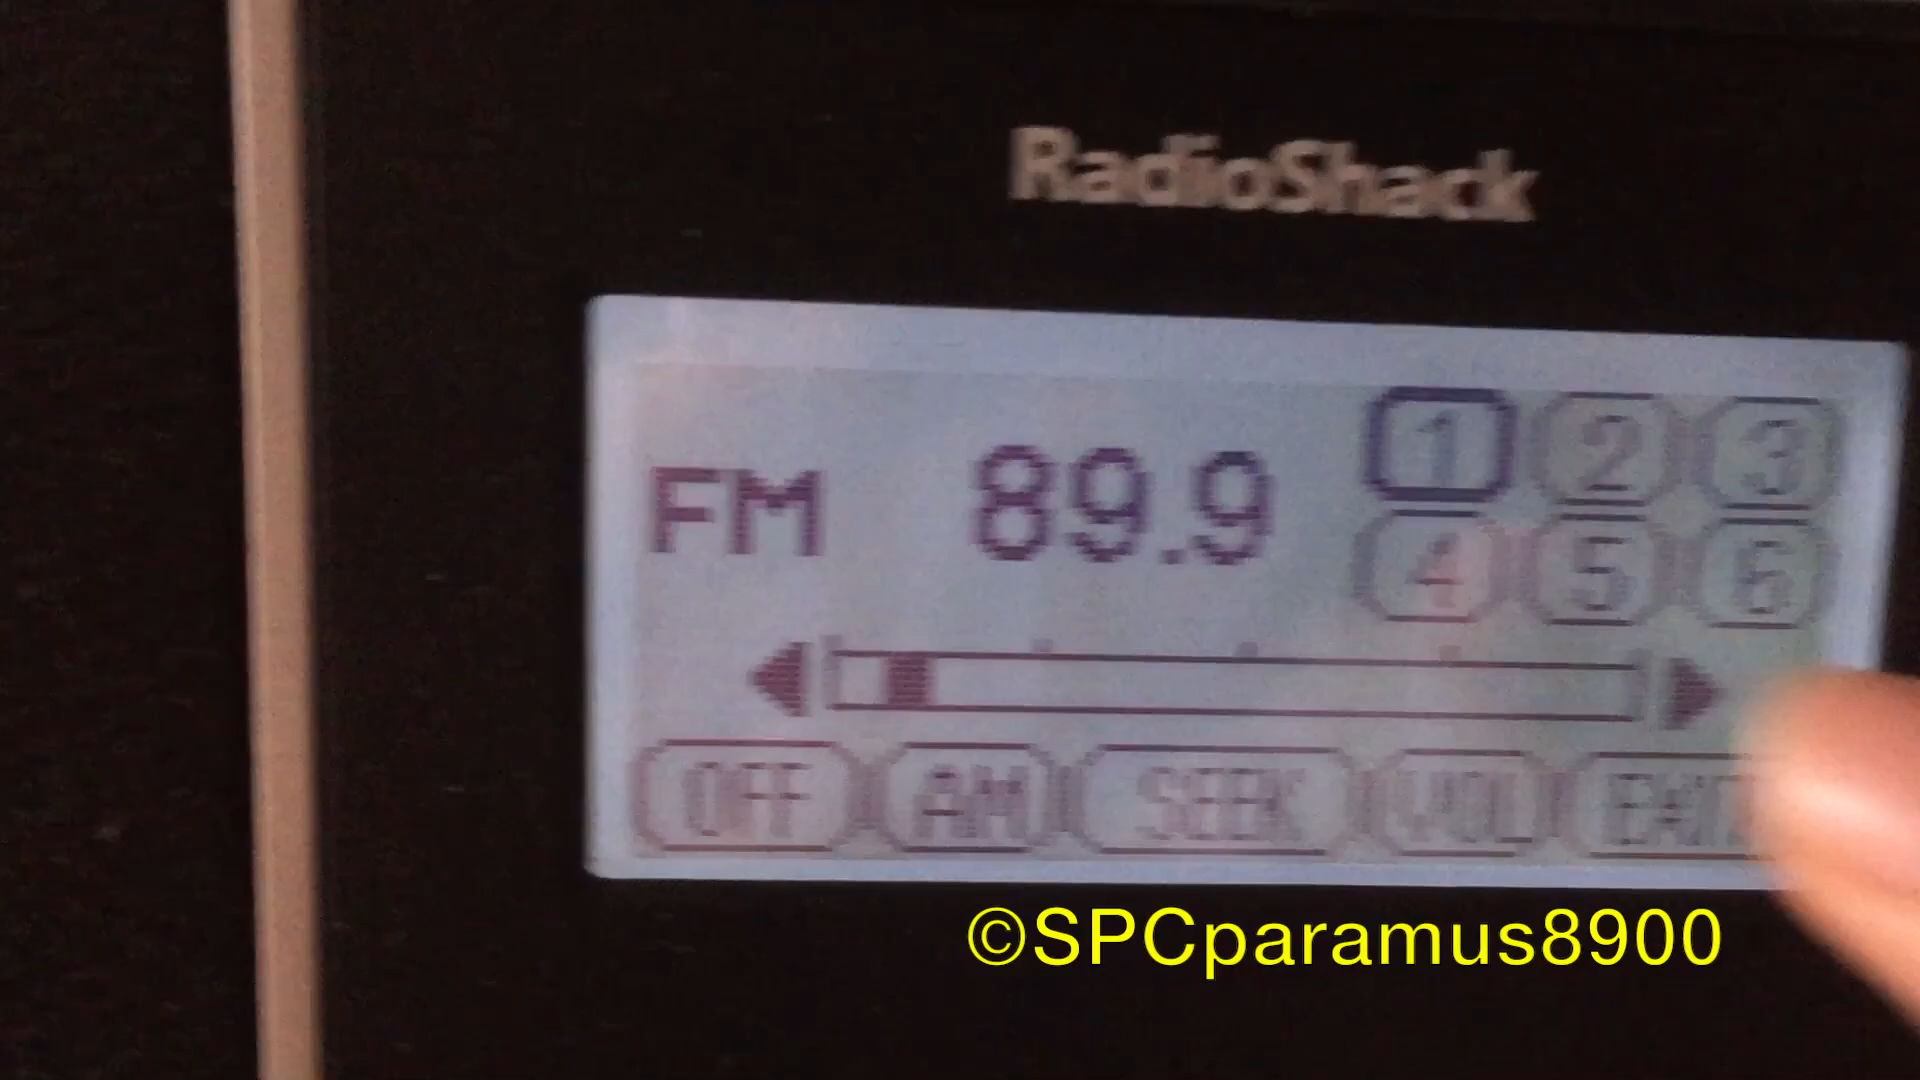 RadioShack
FM 89.9
1 2 3
4 5 6
OFF AM SEEK VOL
©SPCparamus8900